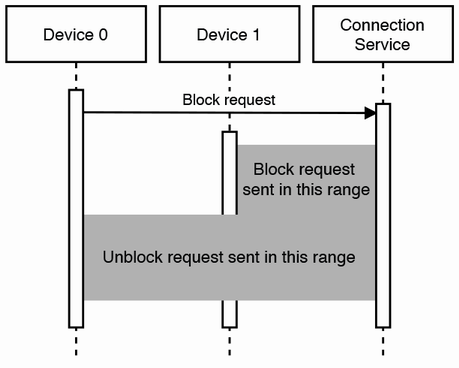 Device 0
Device 1
Connection
Service
Block request
Block request
sent in this range
Unblock request sent in this range